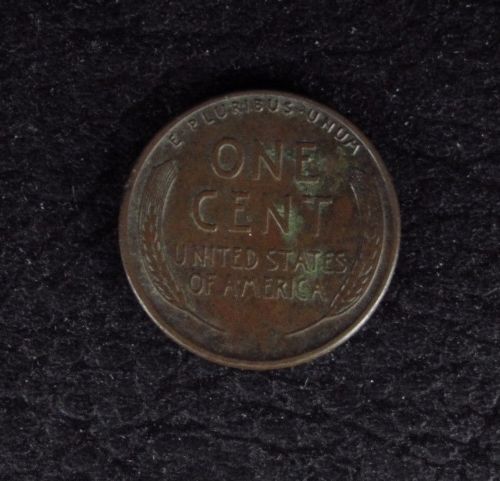 E·PLURIBUS·UNUM
ONE
CENT
UNITED STATES
OF AMERICA